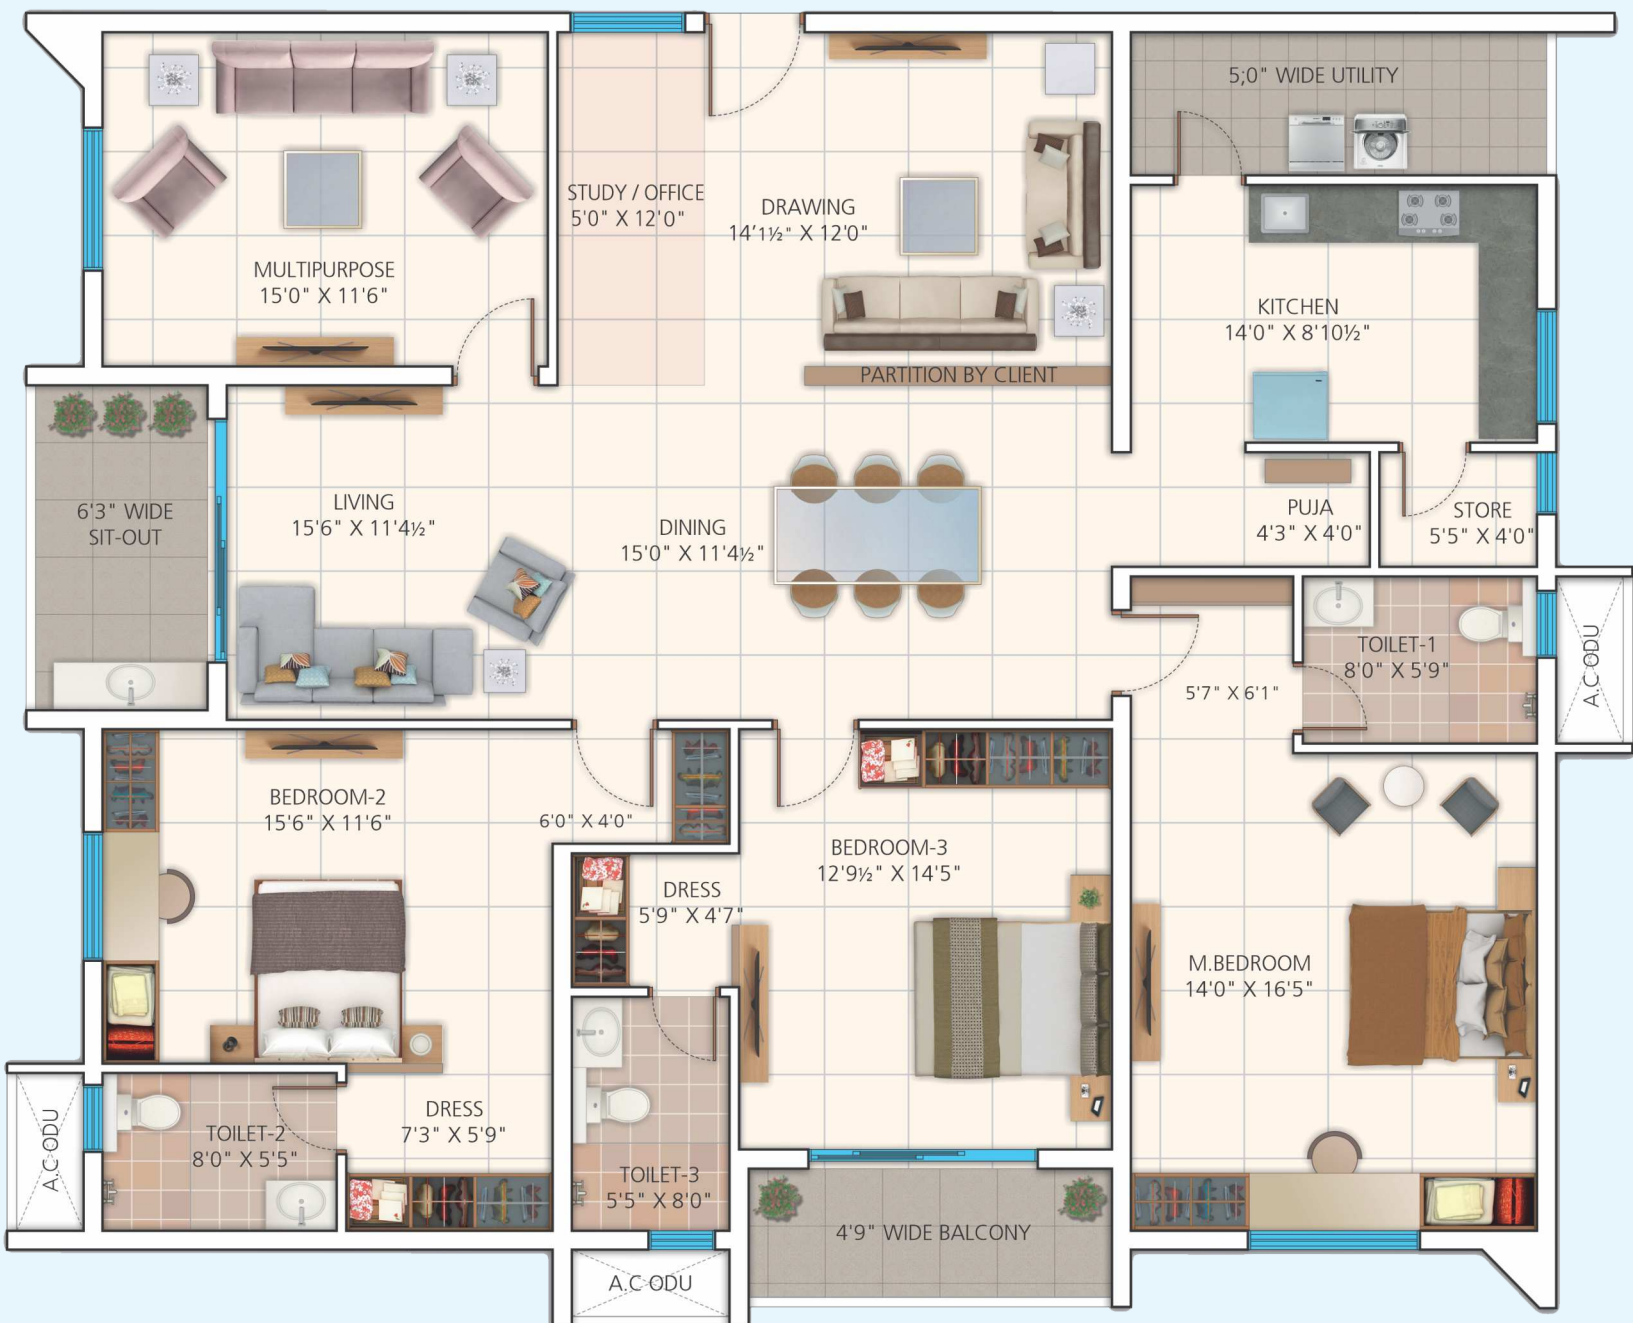 5;0" WIDE UTILITY
STUDY / OFFICE
5'0" X 12'0"
DRAWING
14'1½" X 12'0"
MULTIPURPOSE
15'0" X 11'6"
KITCHEN
14'0" X 8'10½"
PARTITION BY CLIENT
6'3" WIDE
SIT-OUT
LIVING
15'6" X 11'4½"
DINING
15'0" X 11'4½"
PUJA
4'3" X 4'0"
STORE
5'5" X 4'0"
TOILET-1
8'0" X 5'9"
A.C ODU
5'7" X 6'1"
BEDROOM-2
15'6" X 11'6"
6'0" X 4'0"
BEDROOM-3
12'9½" X 14'5"
DRESS
5'9" X 4'7"
M.BEDROOM
14'0" X 16'5"
DRESS
7'3" X 5'9"
A.C ODU
TOILET-2
8'0" X 5'5"
TOILET-3
5'5" X 8'0"
4'9" WIDE BALCONY
A.C ODU